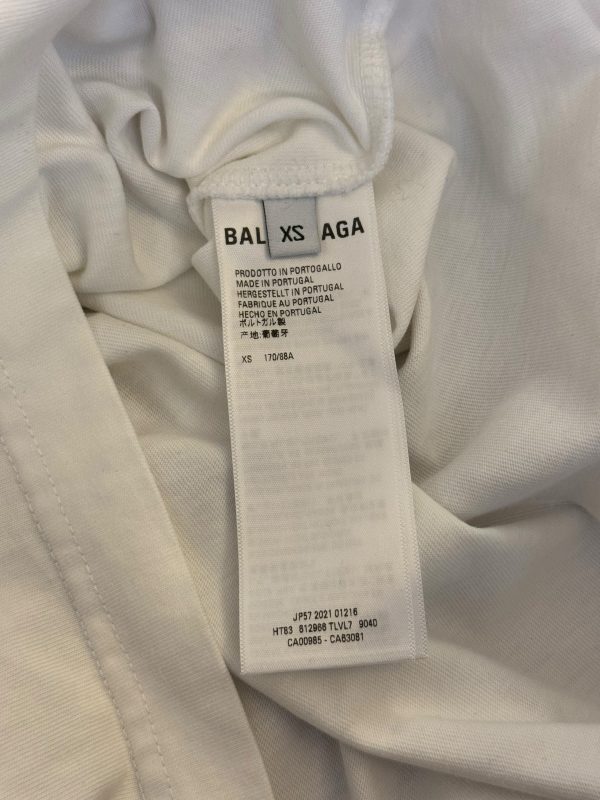 BAL XS AGA
PRODOTTO IN PORTOGALLO
MADE IN PORTUGAL
HERGESTELLT IN PORTUGAL
FABRIQUE AU PORTUGAL
HECHO EN PORTUGAL
ポルトガル製
产地:葡萄牙
XS 170/88A
JP57 2021 01216
HT83 612966 TLVL7 9040
CA00965 - CA63081